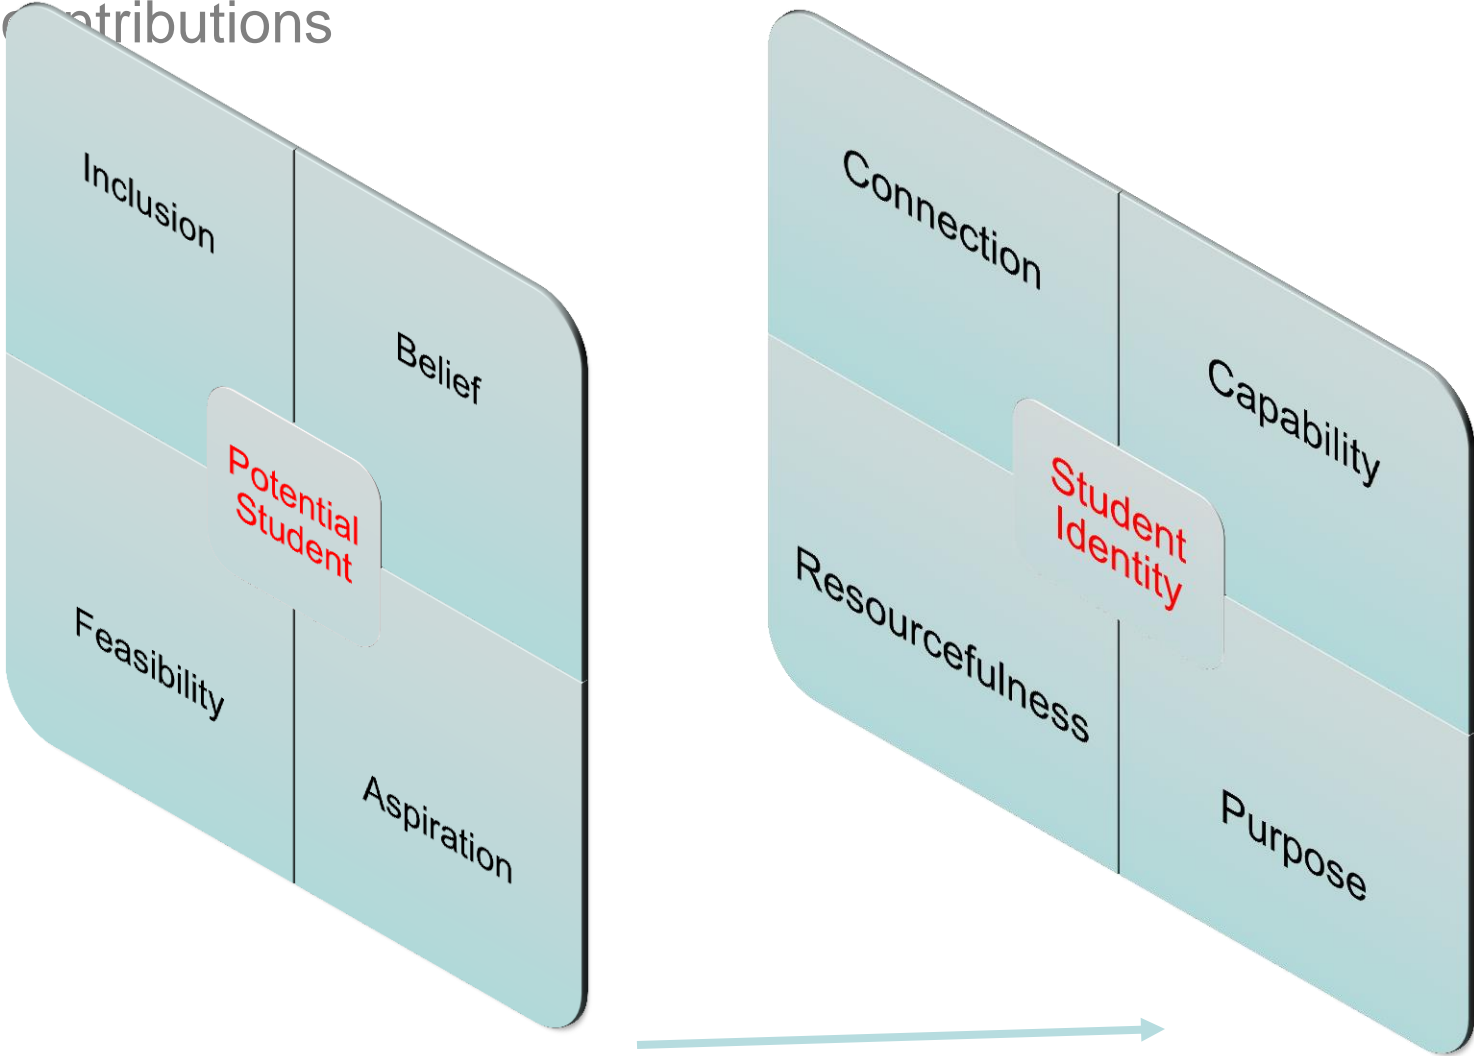 Inclusion
Belief
Potential
Student
Feasibility
Aspiration
Connection
Capability
Student
Identity
Resourcefulness
Purpose